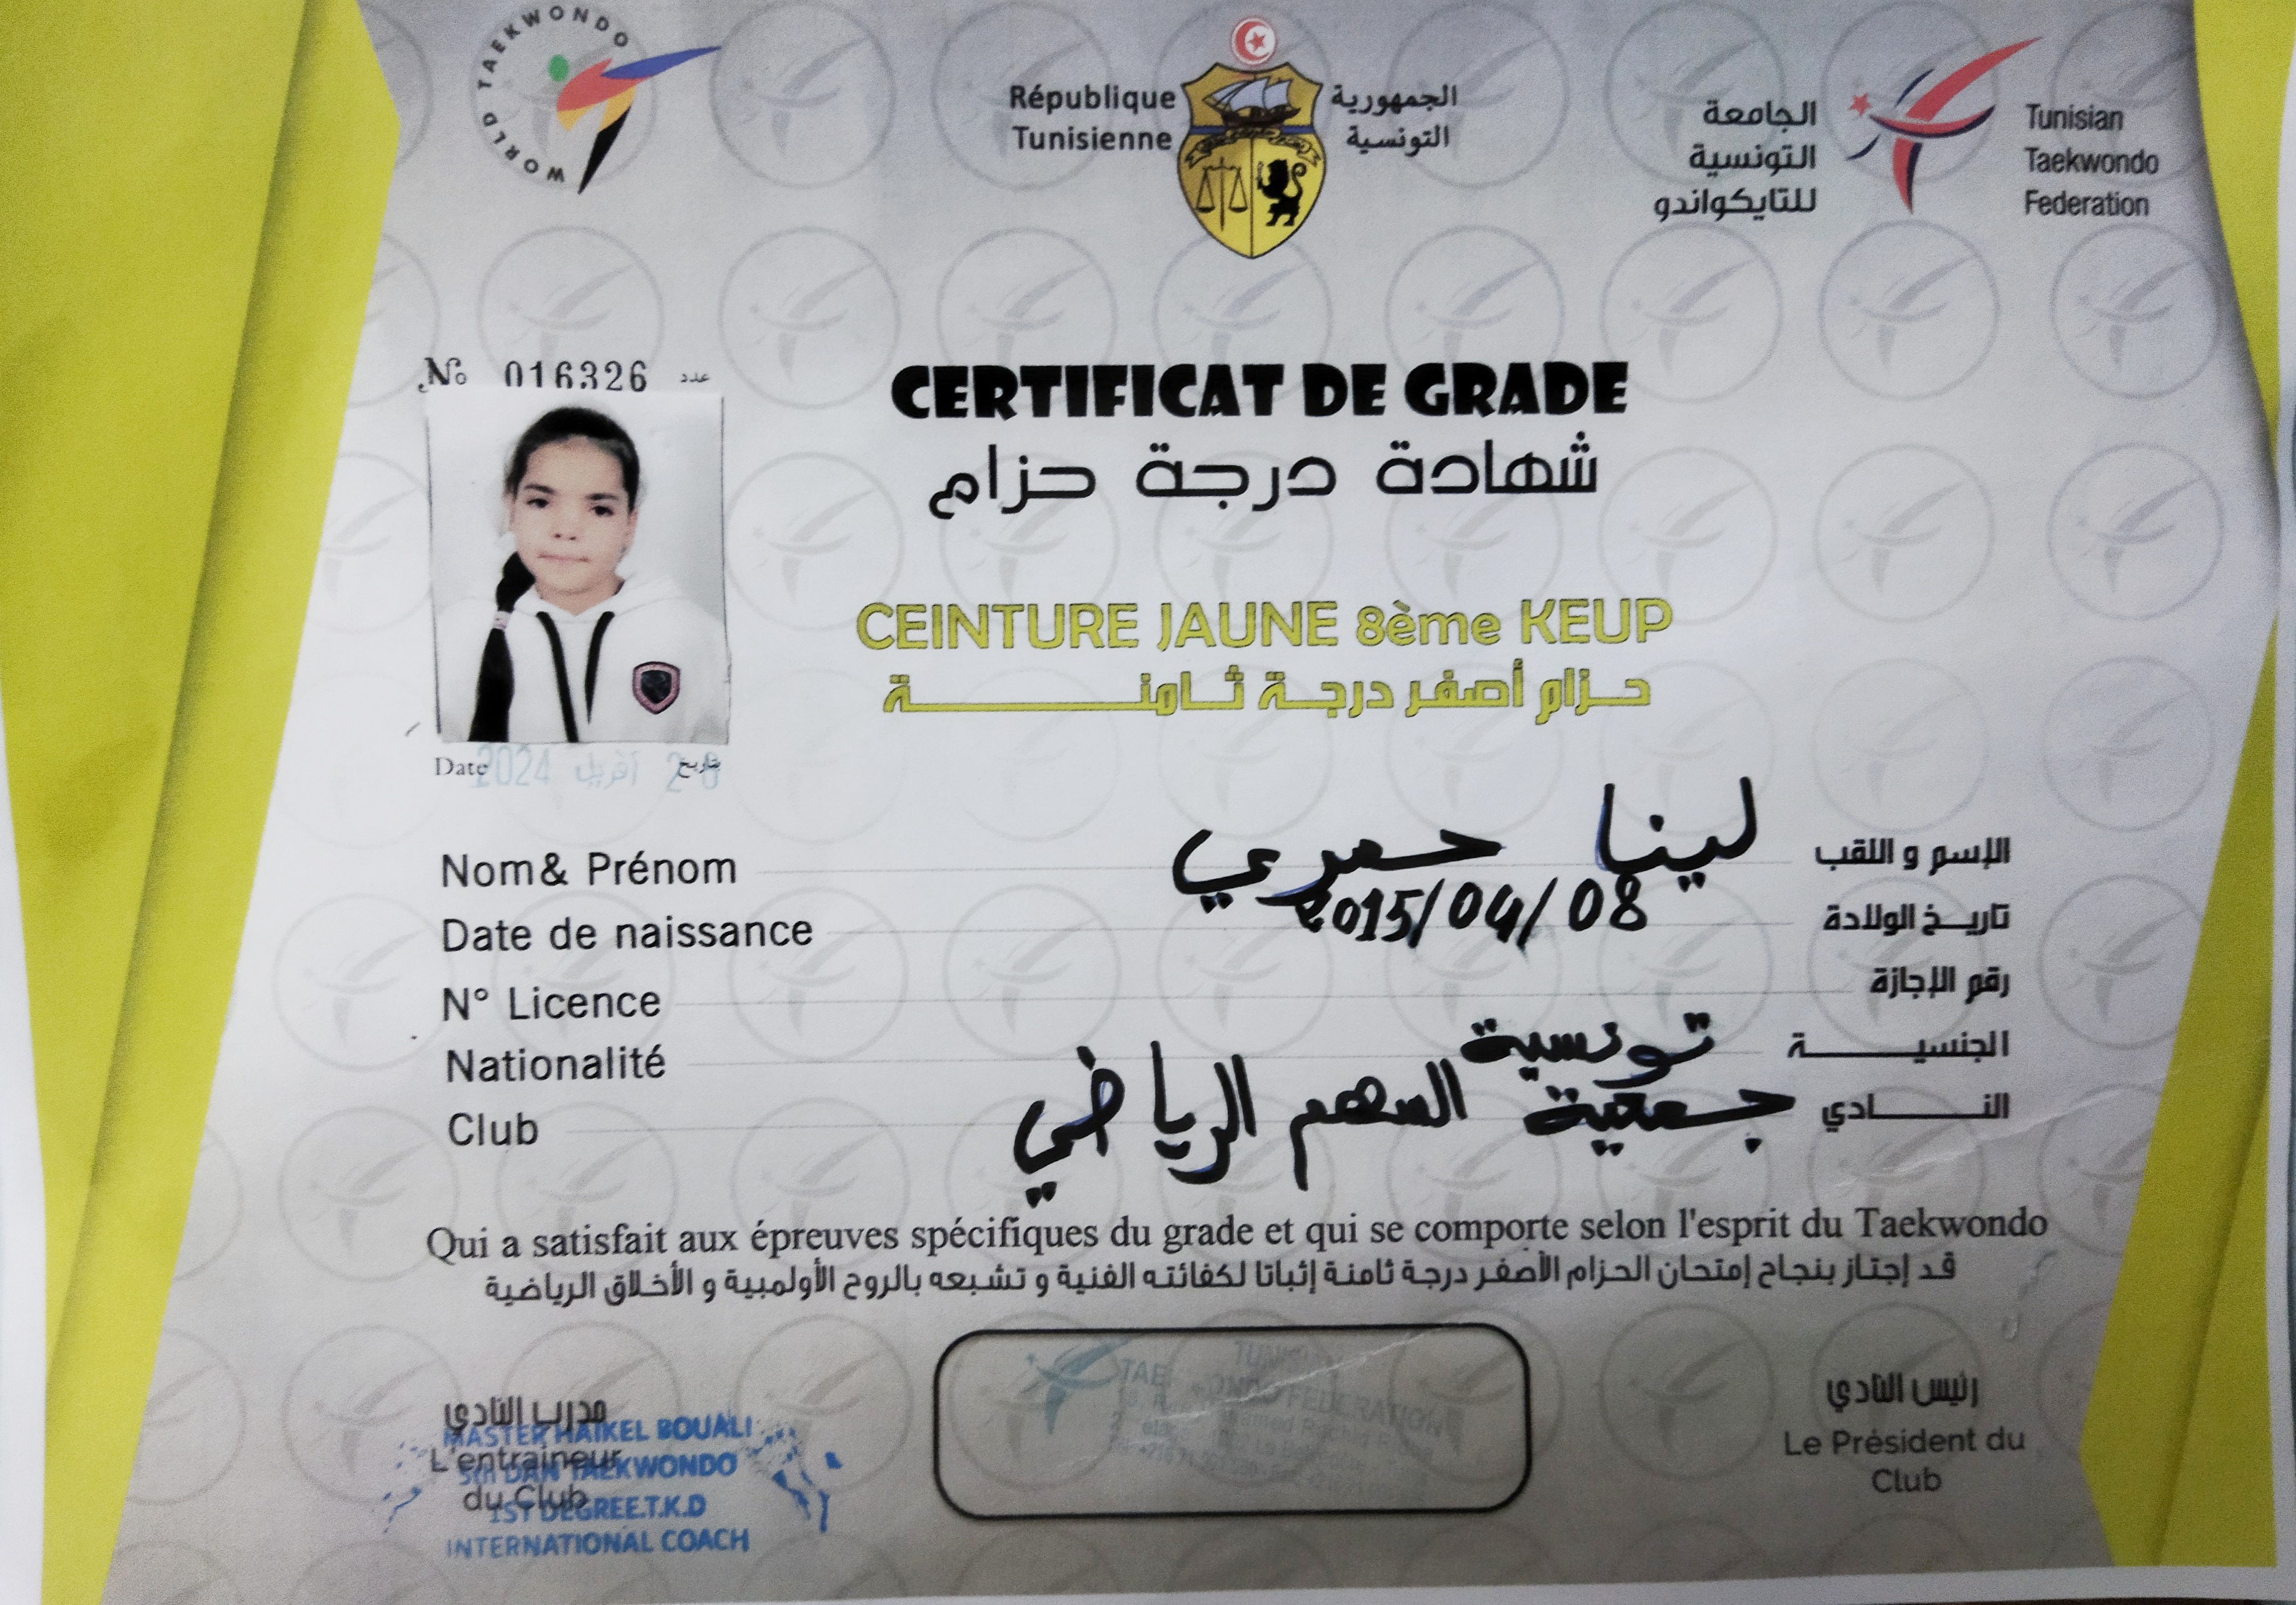 WORLD TAEKWONDO
République
Tunisienne
الجمهورية
التونسية
الجامعة
التونسية
للتايكواندو
Tunisian
Taekwondo
Federation
No 016326 عدد
CERTIFICAT DE GRADE
شهادة درجة حزام
CEINTURE JAUNE 8ème KEUP
حزام أصفر درجة ثامنة
Date 2024 أفريل تاريخ
Nom& Prénom لينا حمري الإسم و اللقب
Date de naissance 2015/04/08 تاريخ الولادة
N° Licence رقم الإجازة
Nationalité تونسية الجنسية
Club جمعية السهم الرياضي النادي
Qui a satisfait aux épreuves spécifiques du grade et qui se comporte selon l'esprit du Taekwondo
قد إجتاز بنجاح إمتحان الحزام الأصفر درجة ثامنة إثباتا لكفائته الفنية و تشبعه بالروح الأولمبية و الأخلاق الرياضية
مدرب النادي
L'entraineur
du Club
MASTER HAIKEL BOUALI
5th DAN TAEKWONDO
1ST DEGREE.T.K.D
INTERNATIONAL COACH
FEDERATION
رئيس النادي
Le Président du
Club